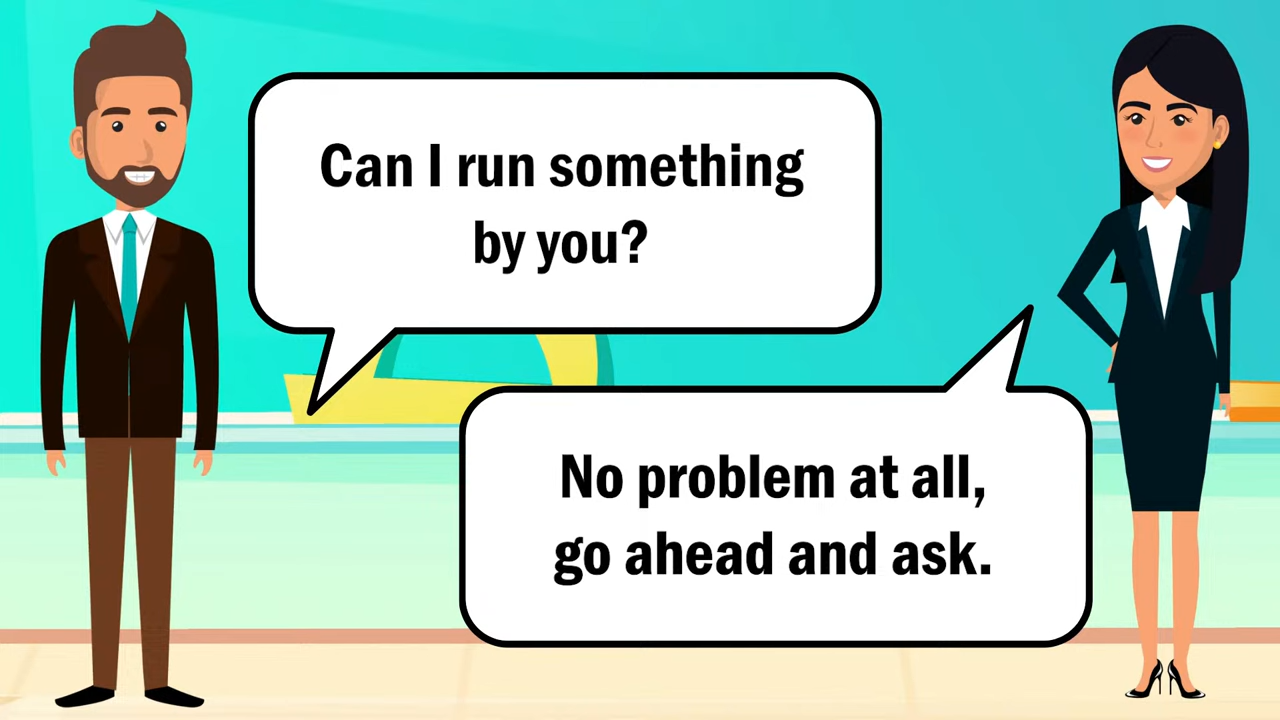 Can I run something
by you?
No problem at all,
go ahead and ask.